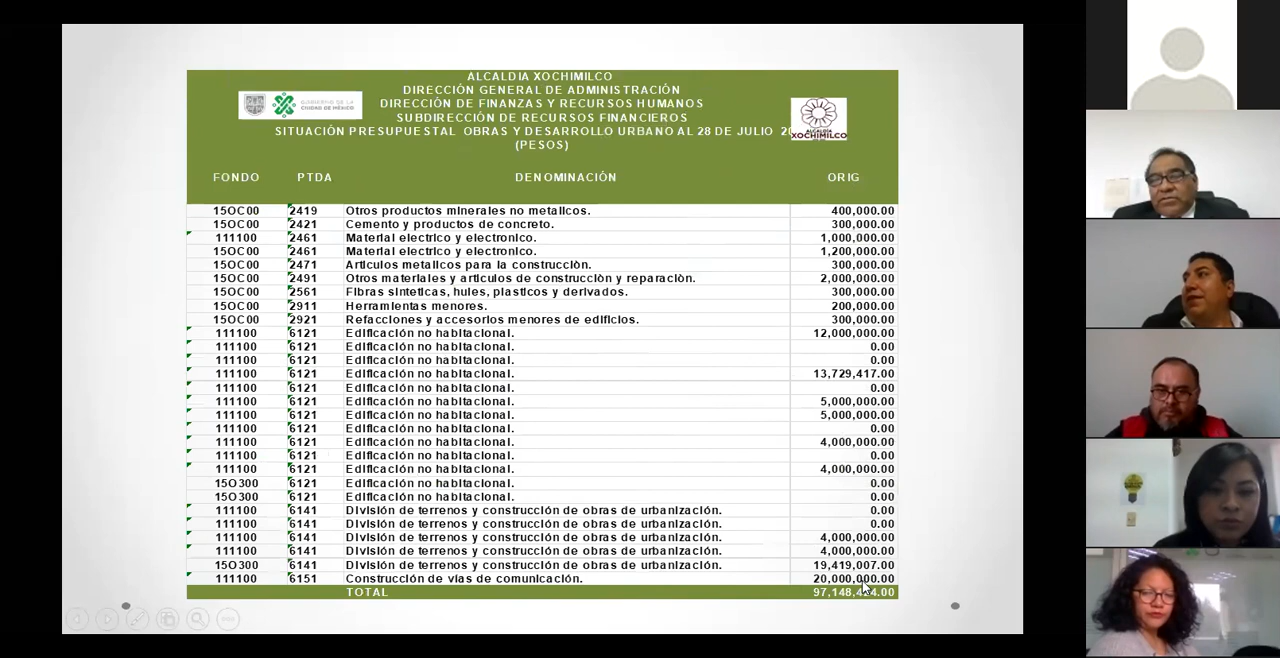 ALCALDIA XOCHIMILCO
DIRECCIÓN GENERAL DE ADMINISTRACIÓN
GOBIERNO DE LA
CIUDAD DE MÉXICO
DIRECCIÓN DE FINANZAS Y RECURSOS HUMANOS
SUBDIRECCIÓN DE RECURSOS FINANCIEROS
SITUACIÓN PRESUPUESTAL OBRAS Y DESARROLLO URBANO AL 28 DE JULIO
ALCALDÍA
XOCHIMILCO
(PESOS)
FONDO PTDA DENOMINACIÓN ORIG
15OC00 2419 Otros productos minerales no metalicos. 400,000.00
15OC00 2421 Cemento y productos de concreto. 300,000.00
111100 2461 Material electrico y electronico. 1,000,000.00
15OC00 2461 Material electrico y electronico. 1,200,000.00
15OC00 2471 Articulos metalicos para la construcciòn. 300,000.00
15OC00 2491 Otros materiales y articulos de construcciòn y reparaciòn. 2,000,000.00
15OC00 2561 Fibras sinteticas, hules, plasticos y derivados. 300,000.00
15OC00 2911 Herramientas menores. 200,000.00
15OC00 2921 Refacciones y accesorios menores de edificios. 300,000.00
111100 6121 Edificación no habitacional. 12,000,000.00
111100 6121 Edificación no habitacional. 0.00
111100 6121 Edificación no habitacional. 0.00
111100 6121 Edificación no habitacional. 13,729,417.00
111100 6121 Edificación no habitacional. 0.00
111100 6121 Edificación no habitacional. 5,000,000.00
111100 6121 Edificación no habitacional. 5,000,000.00
111100 6121 Edificación no habitacional. 0.00
111100 6121 Edificación no habitacional. 4,000,000.00
111100 6121 Edificación no habitacional. 0.00
111100 6121 Edificación no habitacional. 4,000,000.00
15O300 6121 Edificación no habitacional. 0.00
15O300 6121 Edificación no habitacional. 0.00
111100 6141 División de terrenos y construcción de obras de urbanización. 0.00
111100 6141 División de terrenos y construcción de obras de urbanización. 0.00
111100 6141 División de terrenos y construcción de obras de urbanización. 4,000,000.00
111100 6141 División de terrenos y construcción de obras de urbanización. 4,000,000.00
15O300 6141 División de terrenos y construcción de obras de urbanización. 19,419,007.00
111100 6151 Construcción de vías de comunicación. 20,000,000.00
TOTAL